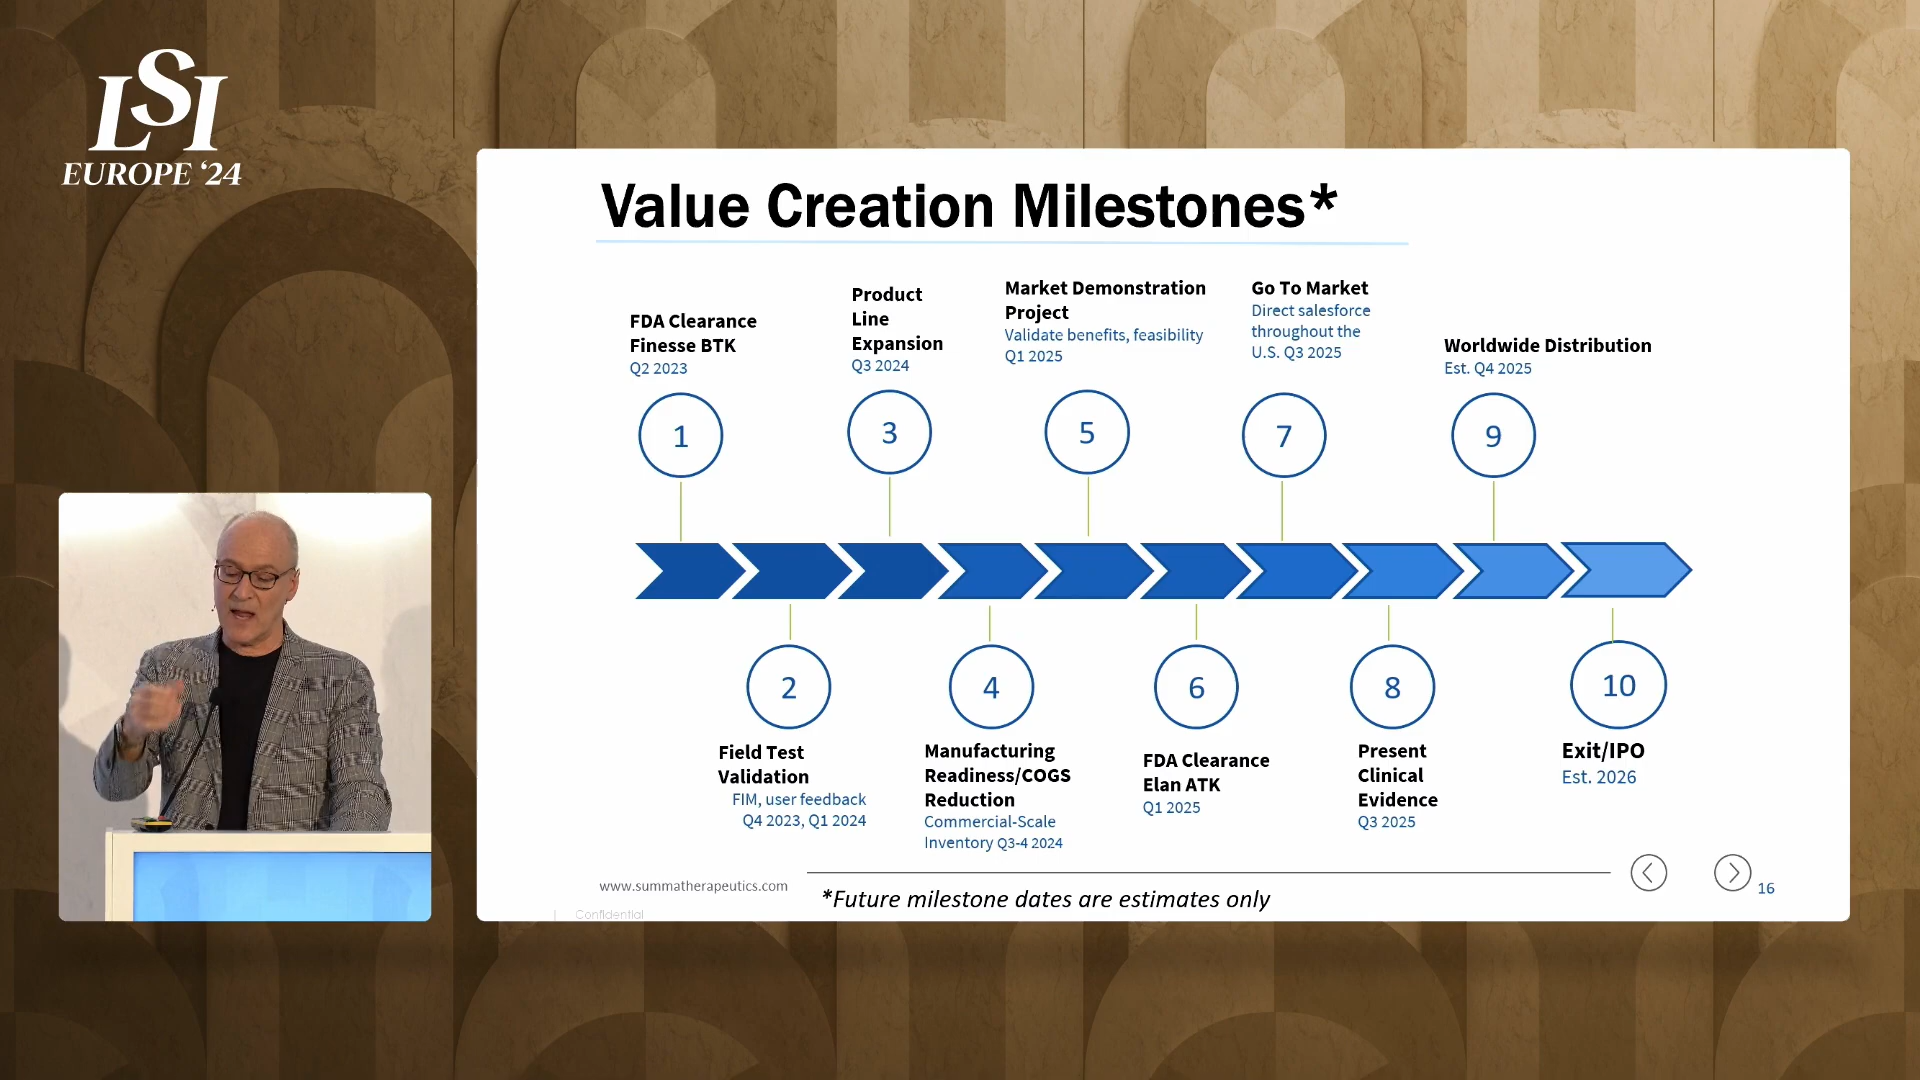 LSI
EUROPE ‘24
Value Creation Milestones*
FDA Clearance
Finesse BTK
Q2 2023
Product
Line
Expansion
Q3 2024
Market Demonstration
Project
Validate benefits, feasibility
Q1 2025
Go To Market
Direct salesforce
throughout the
U.S. Q3 2025
Worldwide Distribution
Est. Q4 2025
1
3
5
7
9
2
4
6
8
10
Field Test
Validation
FIM, user feedback
Q4 2023, Q1 2024
Manufacturing
Readiness/COGS
Reduction
Commercial-Scale
Inventory Q3-4 2024
FDA Clearance
Elan ATK
Q1 2025
Present
Clinical
Evidence
Q3 2025
Exit/IPO
Est. 2026
www.summatherapeutics.com
*Future milestone dates are estimates only
16
Confidential